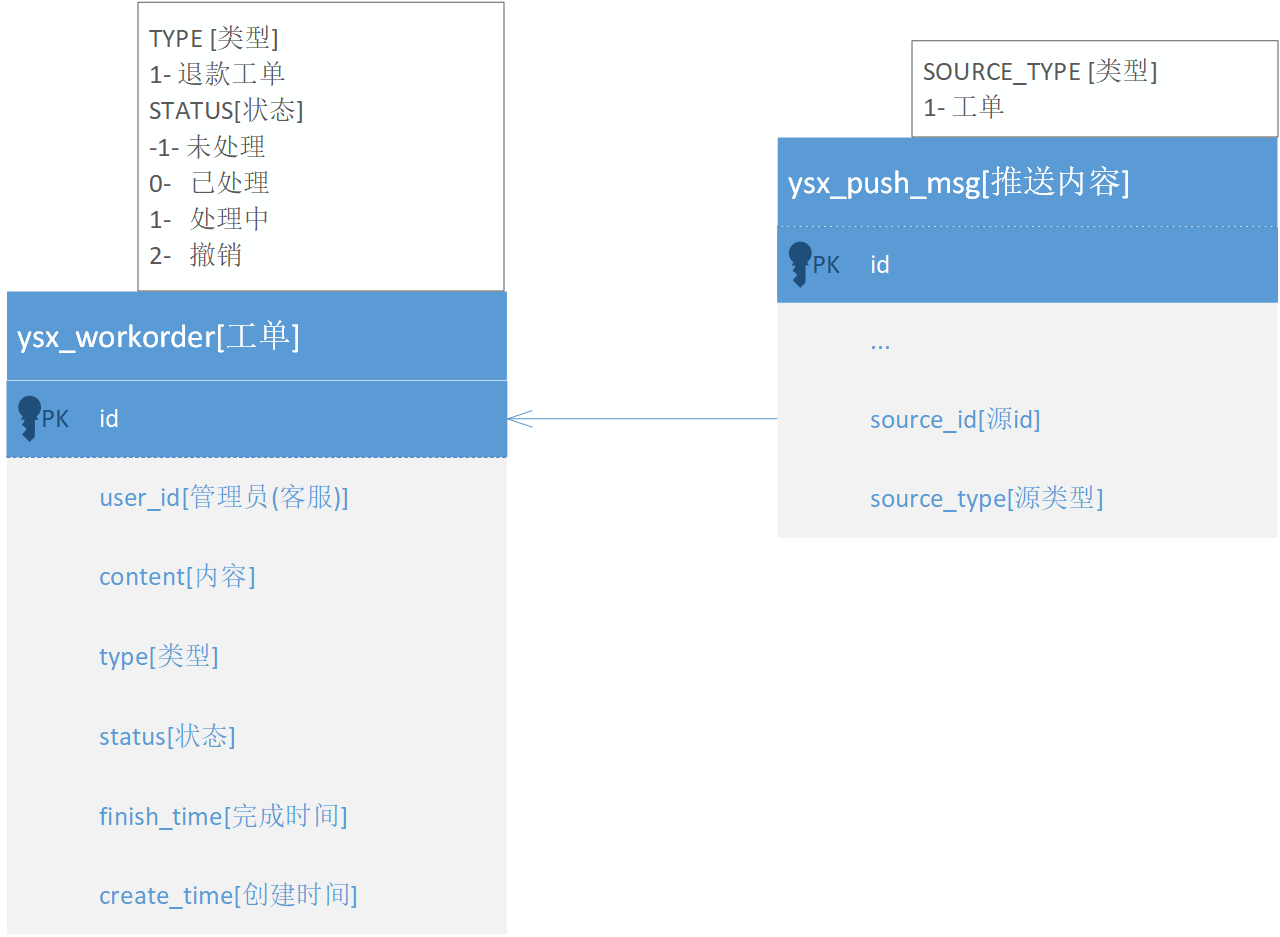 TYPE [类型]
1- 退款工单
STATUS[状态]
-1- 未处理
0- 已处理
1- 处理中
2- 撤销
ysx_workorder[工单]
PK id
user_id[管理员(客服)]
content[内容]
type[类型]
status[状态]
finish_time[完成时间]
create_time[创建时间]
SOURCE_TYPE [类型]
1- 工单
ysx_push_msg[推送内容]
PK id
...
source_id[源id]
source_type[源类型]